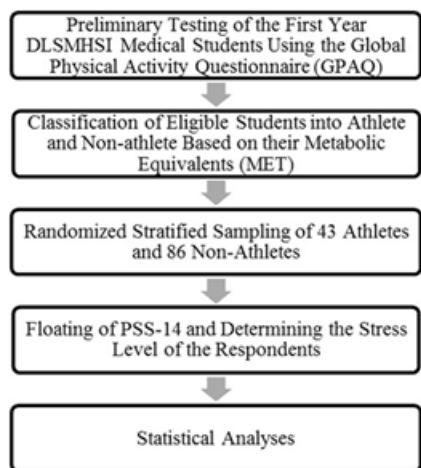 Preliminary Testing of the First Year
DLSMHSI Medical Students Using the Global
Physical Activity Questionnaire (GPAQ)
Classification of Eligible Students into Athlete
and Non-athlete Based on their Metabolic
Equivalents (MET)
Randomized Stratified Sampling of 43 Athletes
and 86 Non-Athletes
Floating of PSS-14 and Determining the Stress
Level of the Respondents
Statistical Analyses